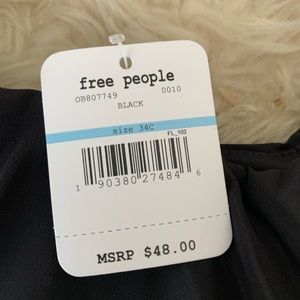 free people
OB807749 0010
BLACK
size 34C
FL_102
1 90380 27484 6
MSRP $48.00